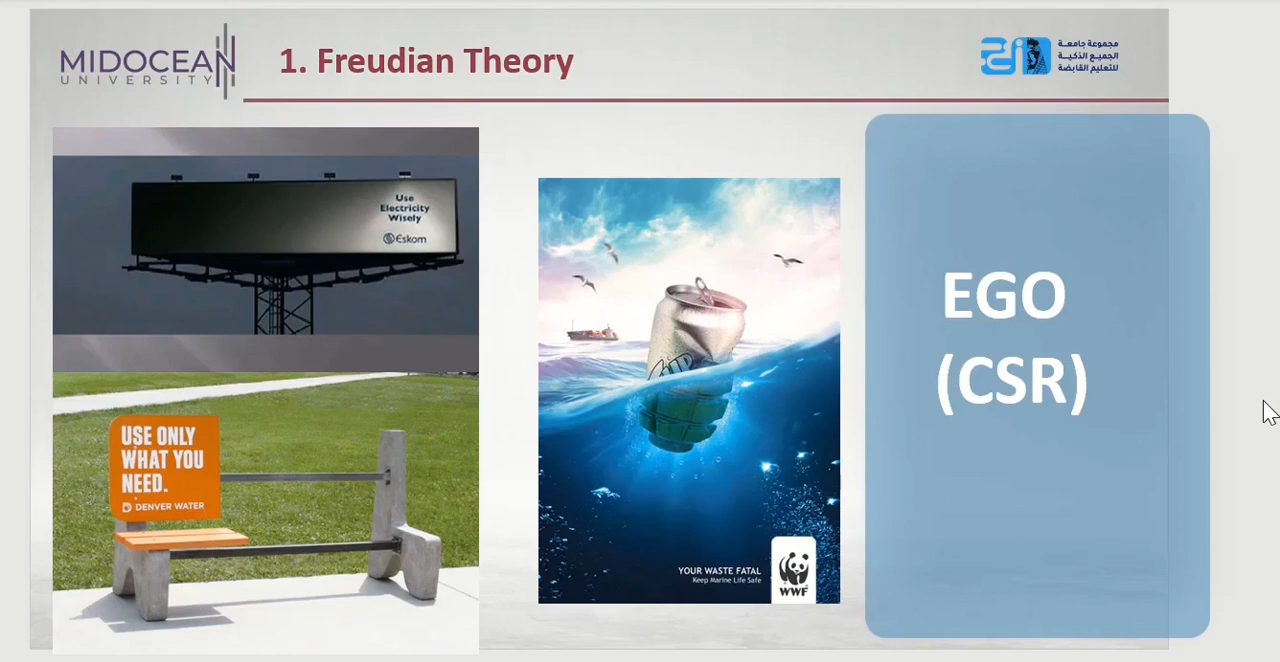 MIDOCEAN
UNIVERSITY
1. Freudian Theory
مجموعة جامعة
الجميع الذكية
للتعليم القابضة
Use
Electricity
Wisely
Eskom
USE ONLY
WHAT YOU
NEED.
DENVER WATER
YOUR WASTE FATAL
Keep Marine Life Safe
WWF
EGO
(CSR)